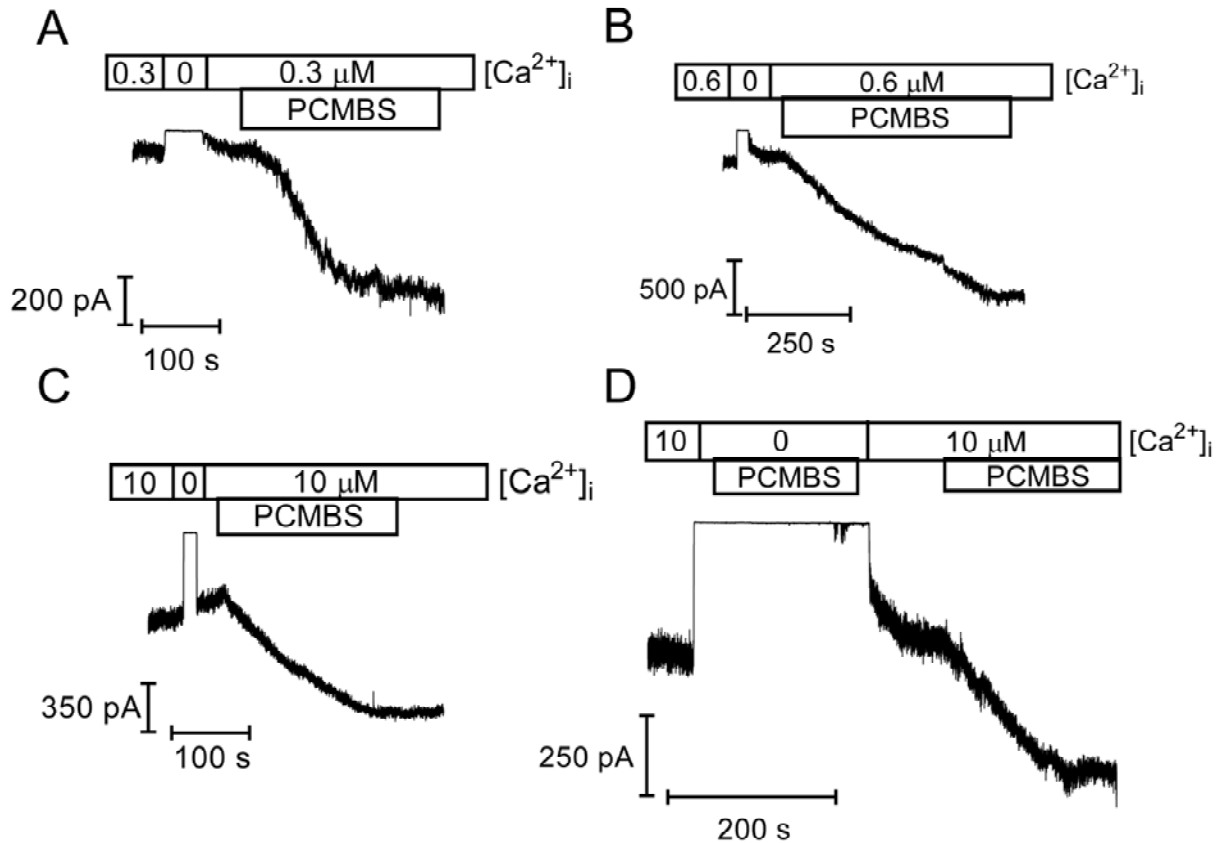 A
0.3 0 0.3 μM [Ca²⁺]i
PCMBS
200 pA
100 s
B
0.6 0 0.6 μM [Ca²⁺]i
PCMBS
500 pA
250 s
C
10 0 10 μM [Ca²⁺]i
PCMBS
350 pA
100 s
D
10 0 10 μM [Ca²⁺]i
PCMBS PCMBS
250 pA
200 s